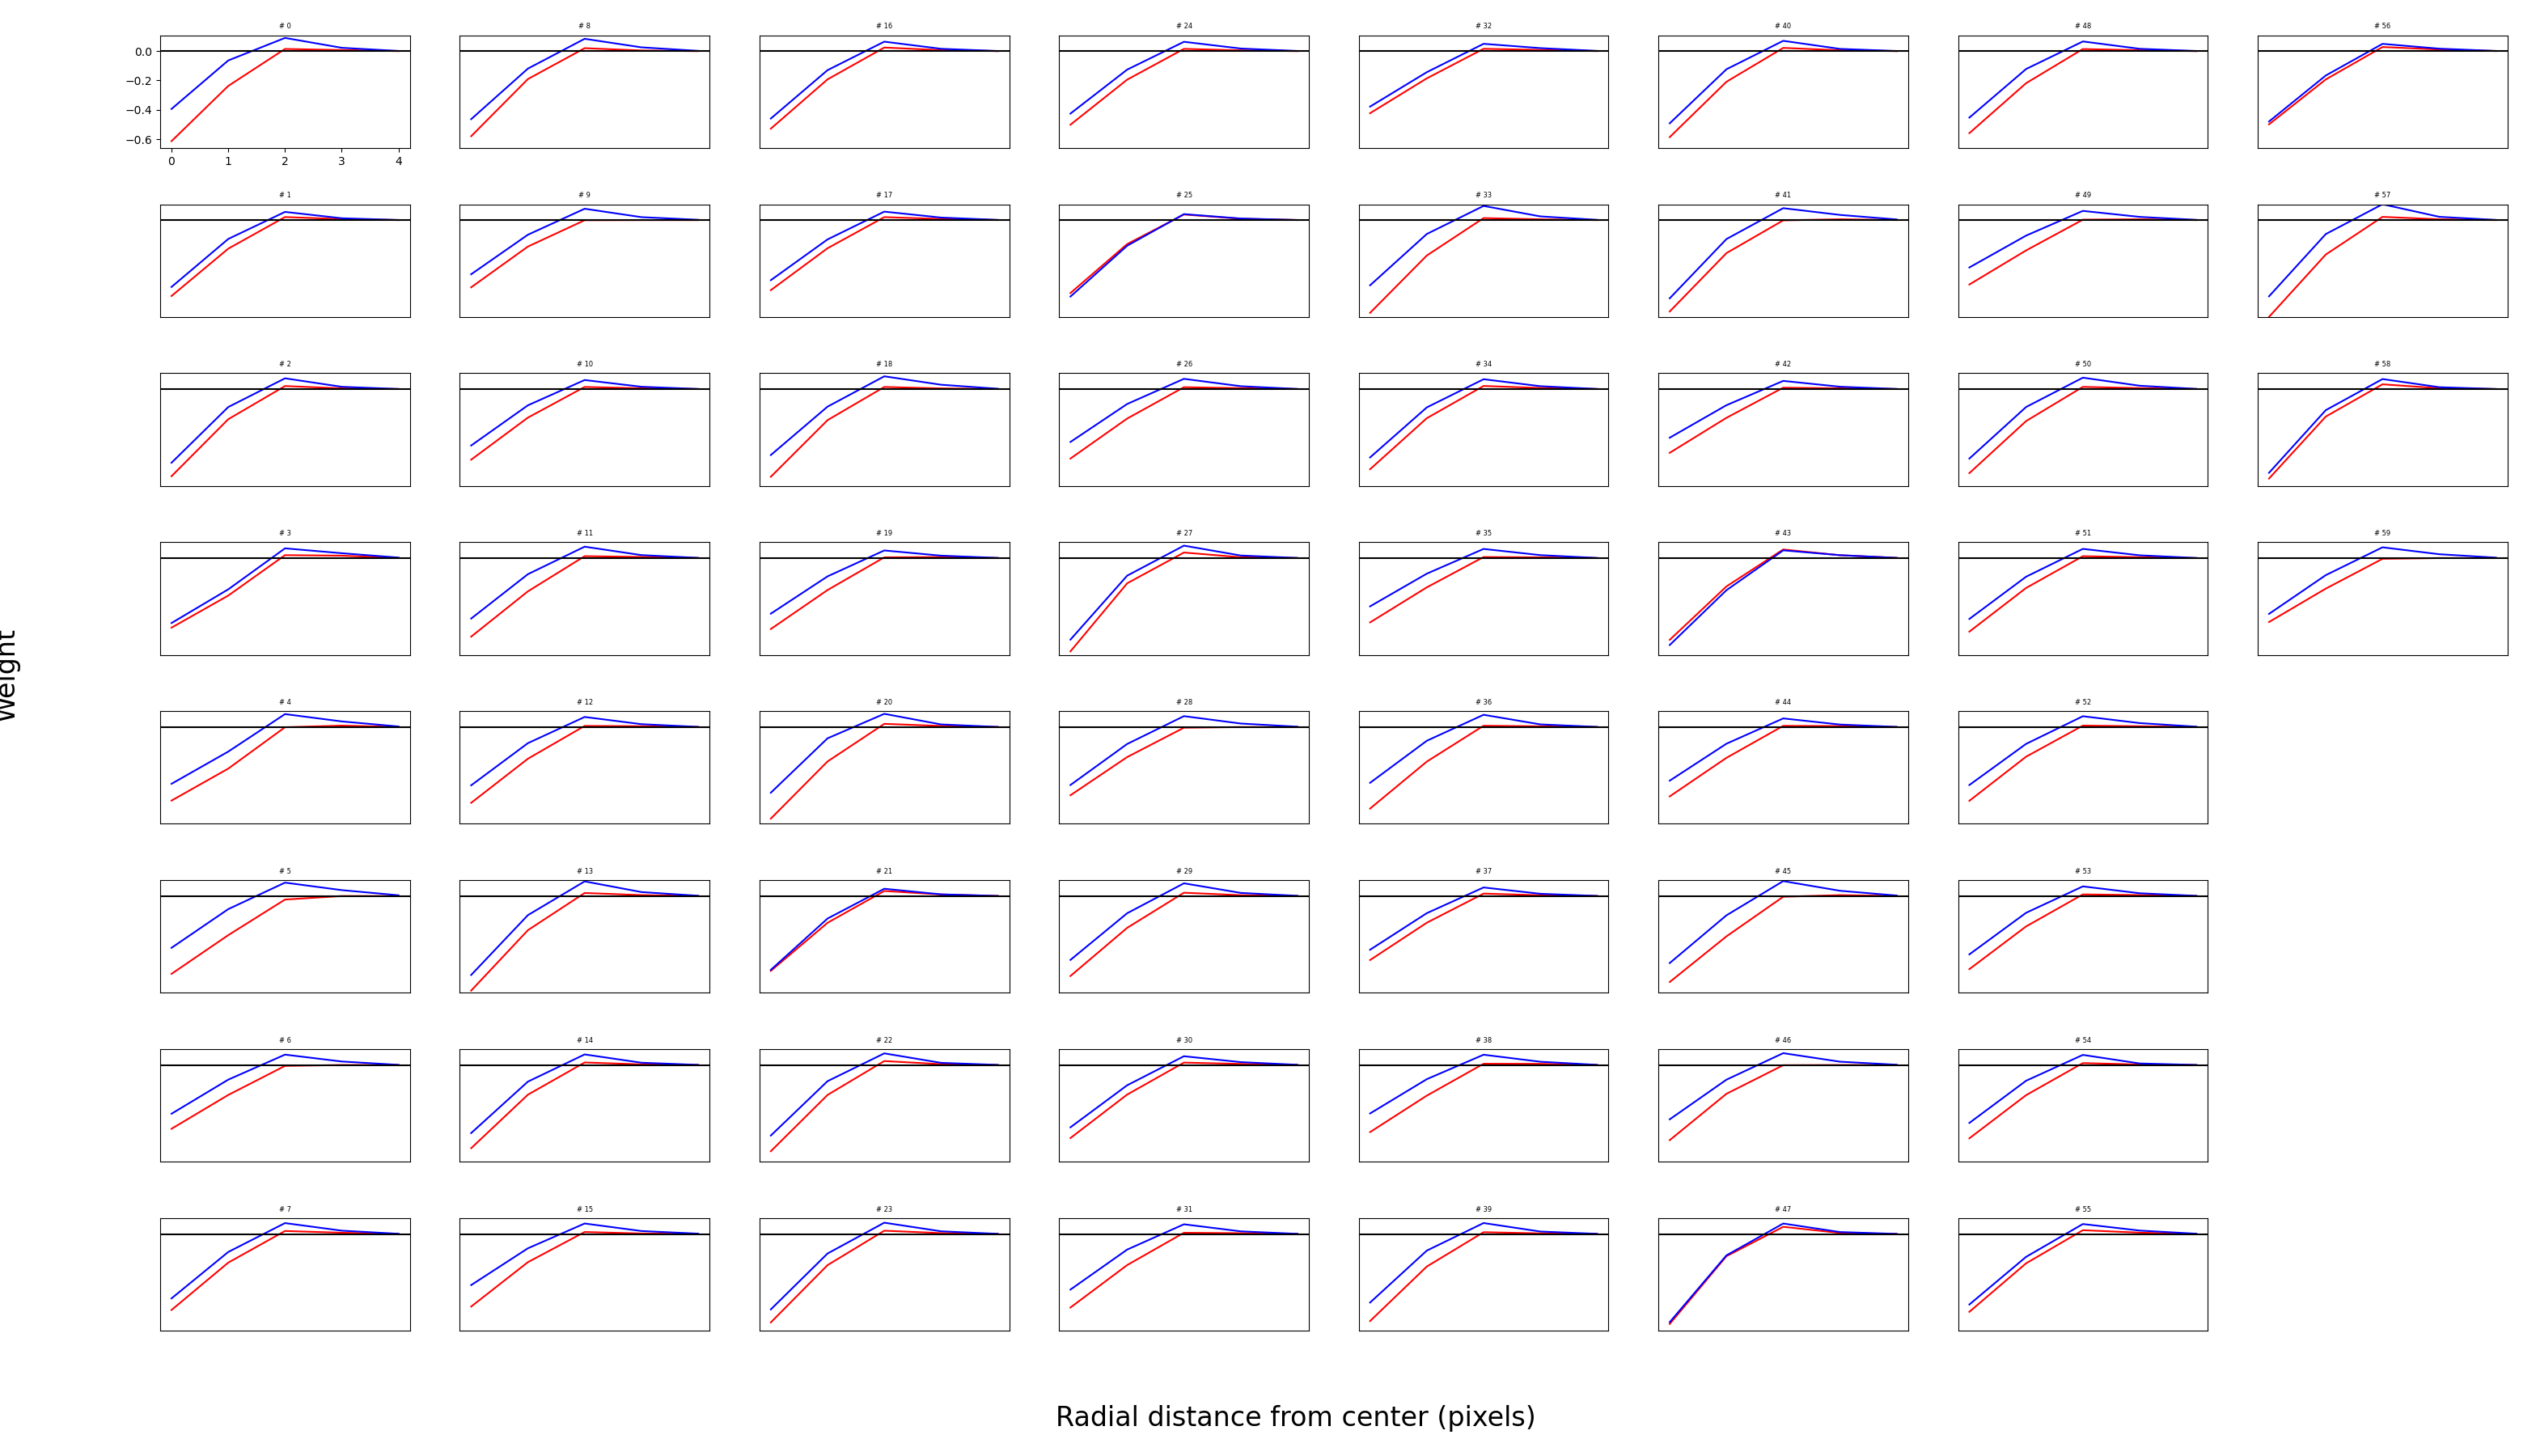 # 0 # 8 # 16 # 24 # 32 # 40 # 48 # 56
0.0
−0.2
−0.4
−0.6
0 1 2 3 4
# 1 # 9 # 17 # 25 # 33 # 41 # 49 # 57
# 2 # 10 # 18 # 26 # 34 # 42 # 50 # 58
# 3 # 11 # 19 # 27 # 35 # 43 # 51 # 59
Weight
# 4 # 12 # 20 # 28 # 36 # 44 # 52
# 5 # 13 # 21 # 29 # 37 # 45 # 53
# 6 # 14 # 22 # 30 # 38 # 46 # 54
# 7 # 15 # 23 # 31 # 39 # 47 # 55
Radial distance from center (pixels)